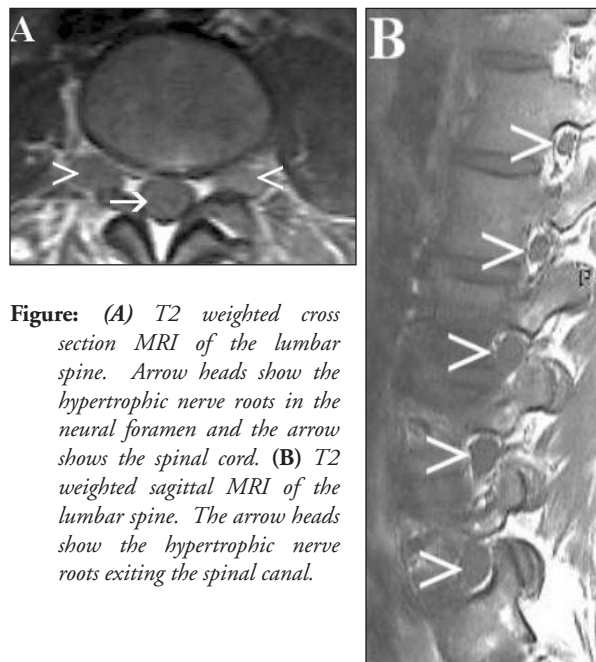 A
B
Figure: (A) T2 weighted cross
section MRI of the lumbar
spine. Arrow heads show the
hypertrophic nerve roots in the
neural foramen and the arrow
shows the spinal cord. (B) T2
weighted sagittal MRI of the
lumbar spine. The arrow heads
show the hypertrophic nerve
roots exiting the spinal canal.